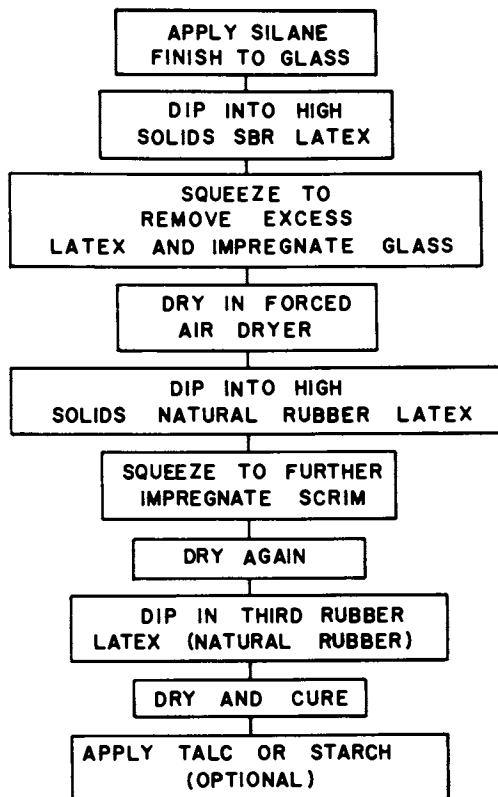 APPLY SILANE
FINISH TO GLASS
DIP INTO HIGH
SOLIDS SBR LATEX
SQUEEZE TO
REMOVE EXCESS
LATEX AND IMPREGNATE GLASS
DRY IN FORCED
AIR DRYER
DIP INTO HIGH
SOLIDS NATURAL RUBBER LATEX
SQUEEZE TO FURTHER
IMPREGNATE SCRIM
DRY AGAIN
DIP IN THIRD RUBBER
LATEX (NATURAL RUBBER)
DRY AND CURE
APPLY TALC OR STARCH
(OPTIONAL)